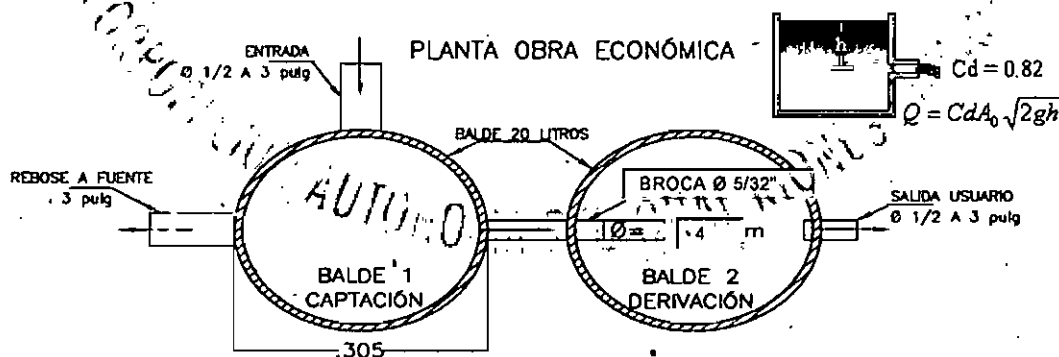 PLANTA OBRA ECONÓMICA
ENTRADA
Ø 1/2 A 3 pulg
h
Cd = 0.82
Q = CdA₀ √2gh
BALDE 20 LITROS
REBOSE A FUENTE
3 pulg
BROCA Ø 5/32"
Ø =
4
m
SALIDA USUARIO
Ø 1/2 A 3 pulg
BALDE 1
CAPTACIÓN
BALDE 2
DERIVACIÓN
.305